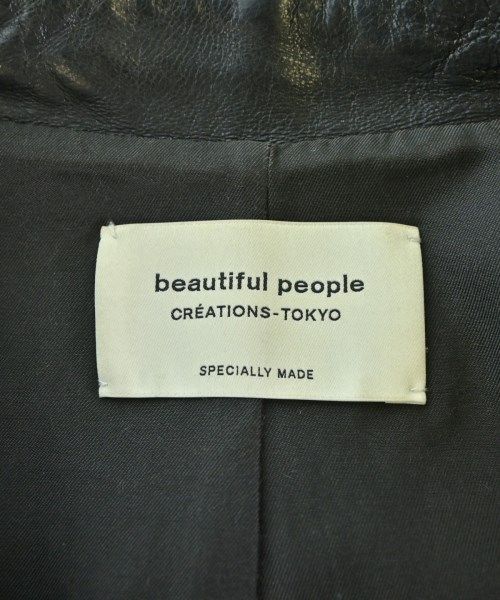 beautiful people
CRÉATIONS-TOKYO
SPECIALLY MADE